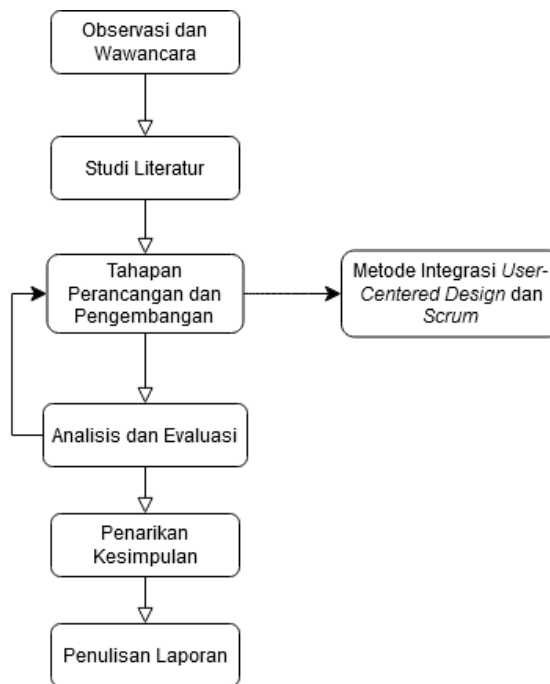 Observasi dan
Wawancara
Studi Literatur
Tahapan
Perancangan dan
Pengembangan
Metode Integrasi User-
Centered Design dan
Scrum
Analisis dan Evaluasi
Penarikan
Kesimpulan
Penulisan Laporan